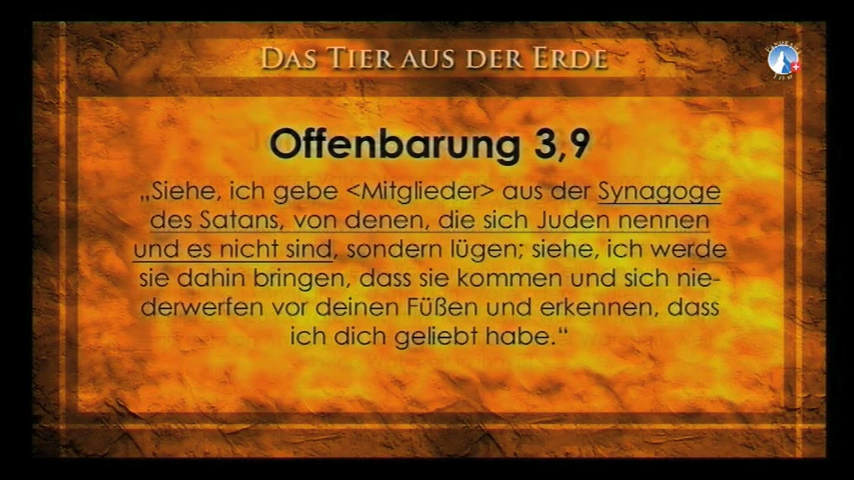 DAS TIER AUS DER ERDE
Offenbarung 3,9
„Siehe, ich gebe <Mitglieder> aus der Synagoge
des Satans, von denen, die sich Juden nennen
und es nicht sind, sondern lügen; siehe, ich werde
sie dahin bringen, dass sie kommen und sich nie-
derwerfen vor deinen Füßen und erkennen, dass
ich dich geliebt habe.“